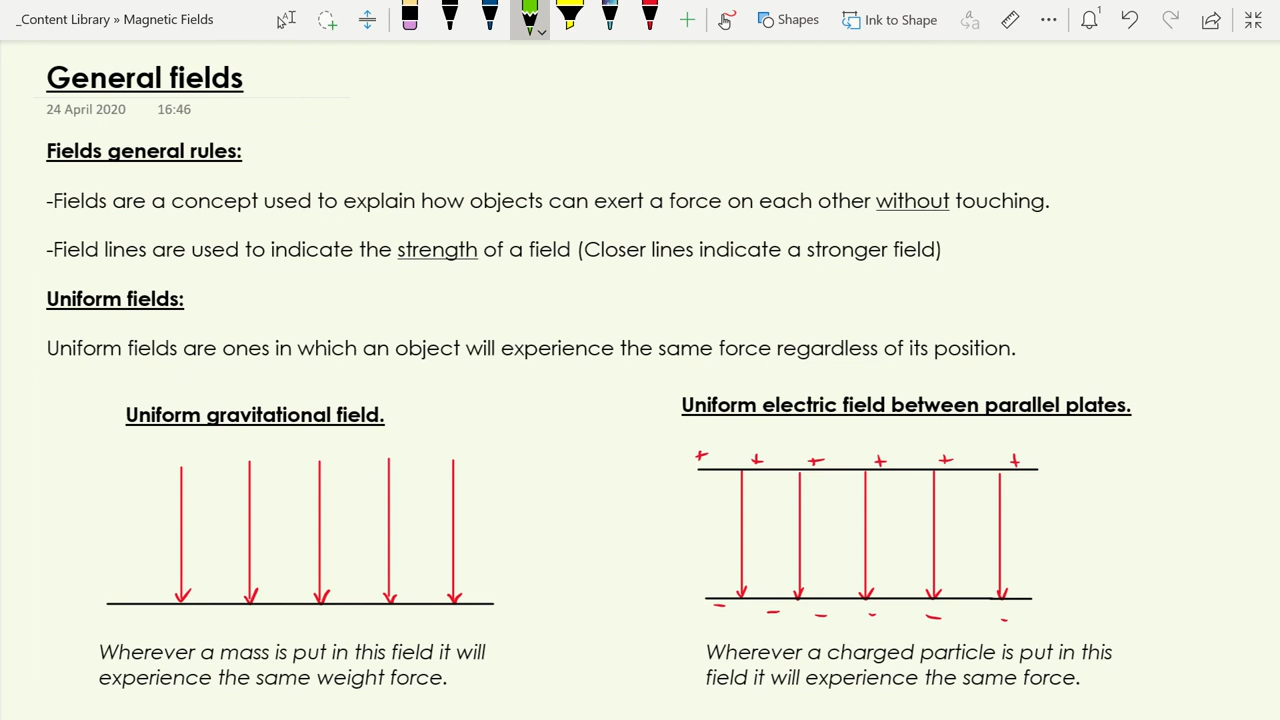 _Content Library » Magnetic Fields
Shapes
Ink to Shape
1
General fields
24 April 2020 16:46
Fields general rules:
-Fields are a concept used to explain how objects can exert a force on each other without touching.
-Field lines are used to indicate the strength of a field (Closer lines indicate a stronger field)
Uniform fields:
Uniform fields are ones in which an object will experience the same force regardless of its position.
Uniform gravitational field.
Wherever a mass is put in this field it will
experience the same weight force.
Uniform electric field between parallel plates.
+ + + + + +
- - - - - -
Wherever a charged particle is put in this
field it will experience the same force.